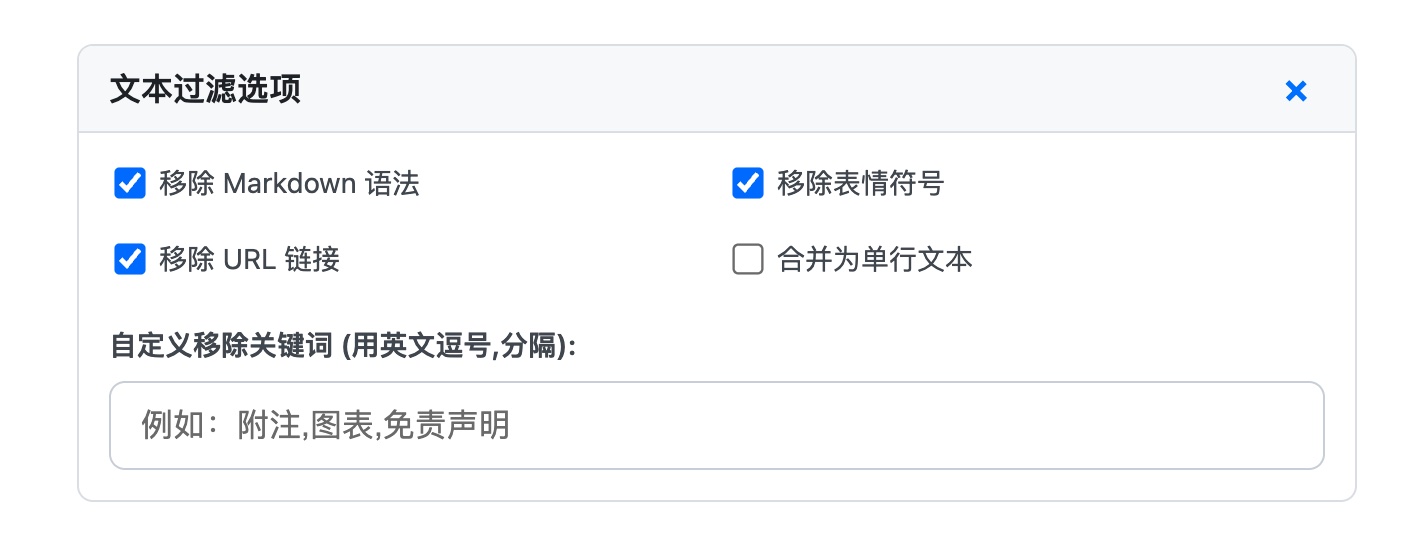 文本过滤选项
移除 Markdown 语法
移除表情符号
移除 URL 链接
合并为单行文本
自定义移除关键词 (用英文逗号,分隔):
例如：附注,图表,免责声明